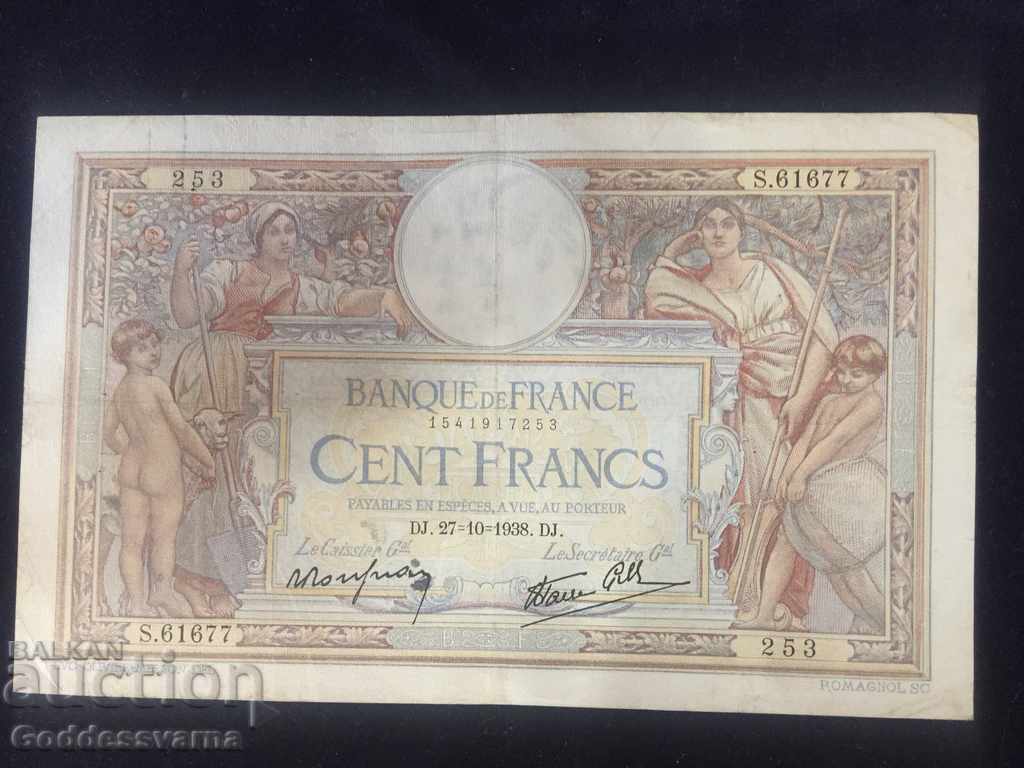 253 S.61677
BANQUE DE FRANCE
1541917253
CENT FRANCS
PAYABLES EN ESPÈCES, A VUE, AU PORTEUR
DJ. 27=10=1938. DJ.
Le Caissier Gal Le Secrétaire Gal
S.61677 253
ROMAGNOL SC
BALKAN
auction
Goddessvarna